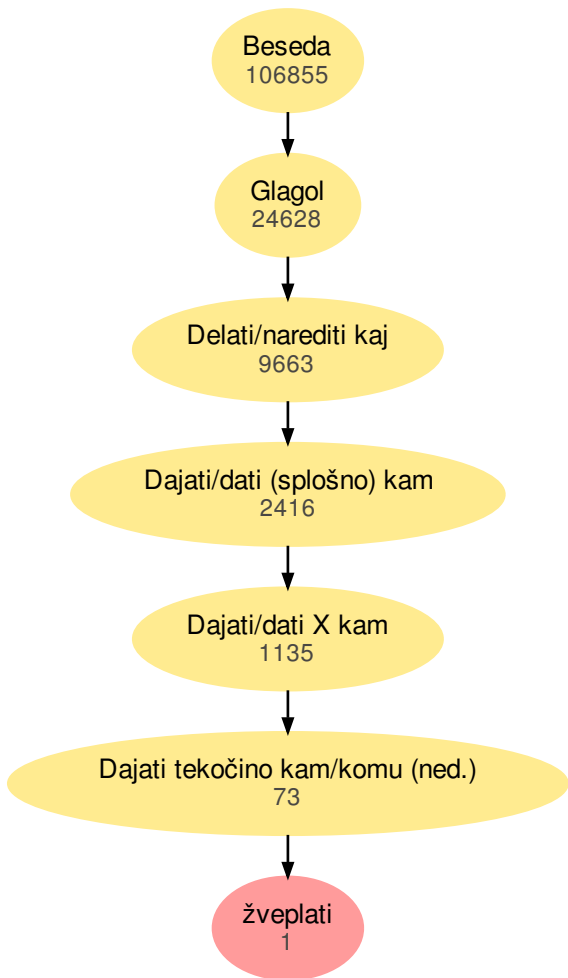 Beseda
106855
Glagol
24628
Delati/narediti kaj
9663
Dajati/dati (splošno) kam
2416
Dajati/dati X kam
1135
Dajati tekočino kam/komu (ned.)
73
žveplati
1